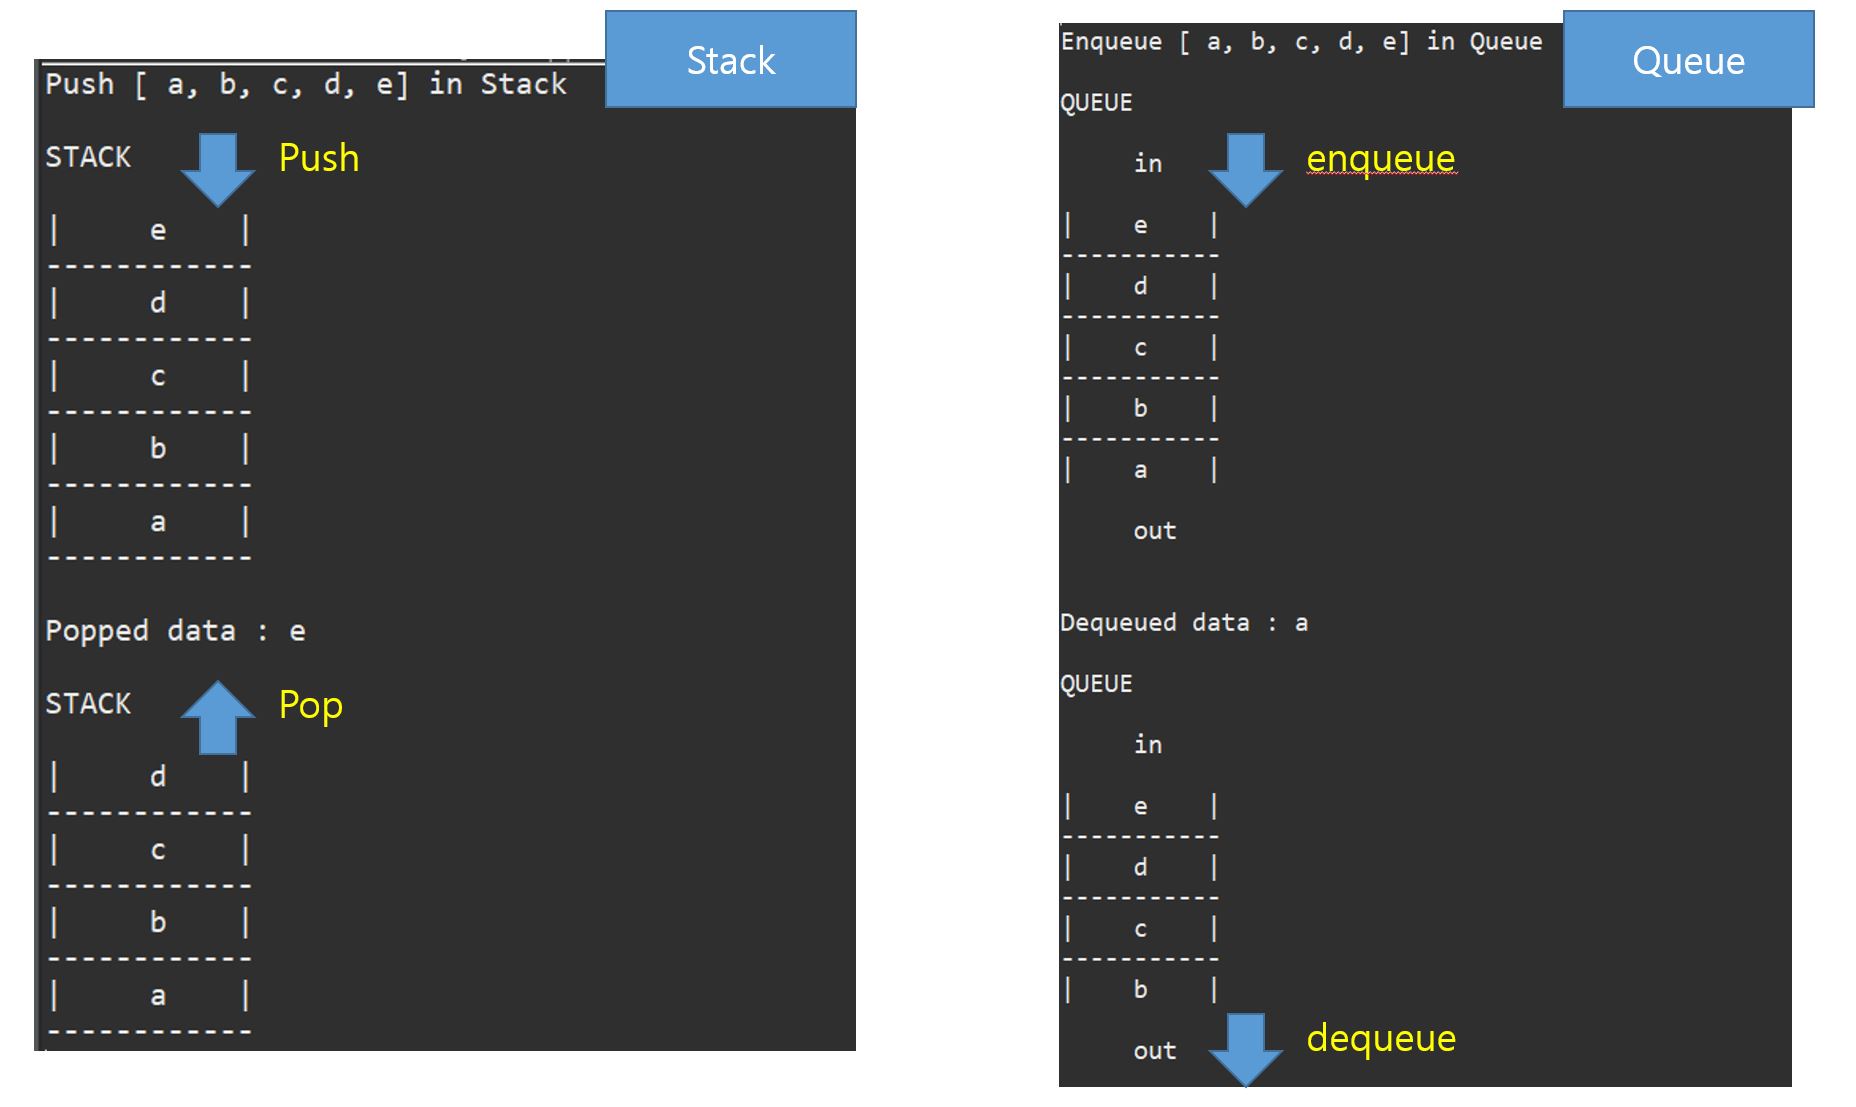 Stack
Push [ a, b, c, d, e] in Stack
STACK
Push
|     e    |
------------
|     d    |
------------
|     c    |
------------
|     b    |
------------
|     a    |
------------
Popped data : e
STACK
Pop
|     d    |
------------
|     c    |
------------
|     b    |
------------
|     a    |
------------
Queue
Enqueue [ a, b, c, d, e] in Queue
QUEUE
in
enqueue
|    e    |
-----------
|    d    |
-----------
|    c    |
-----------
|    b    |
-----------
|    a    |
out
Dequeued data : a
QUEUE
in
|    e    |
-----------
|    d    |
-----------
|    c    |
-----------
|    b    |
out
dequeue